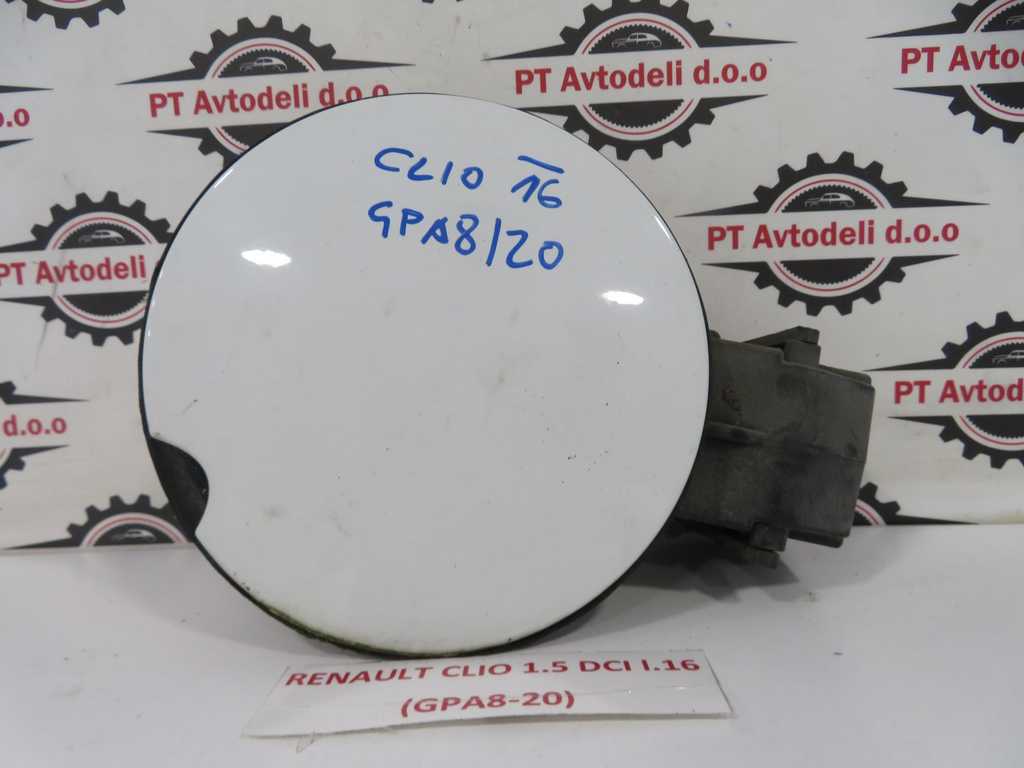 PT Avtodeli d.o.o
PT Avtodeli d.o.o
PT Avtodeli d.o
.o
PT Avtodeli d.o.o
PT Avtodeli
PT Avtodeli d.o
d.o.o
CLIO 16
GPA8/20
RENAULT CLIO 1.5 DCI l.16
(GPA8-20)